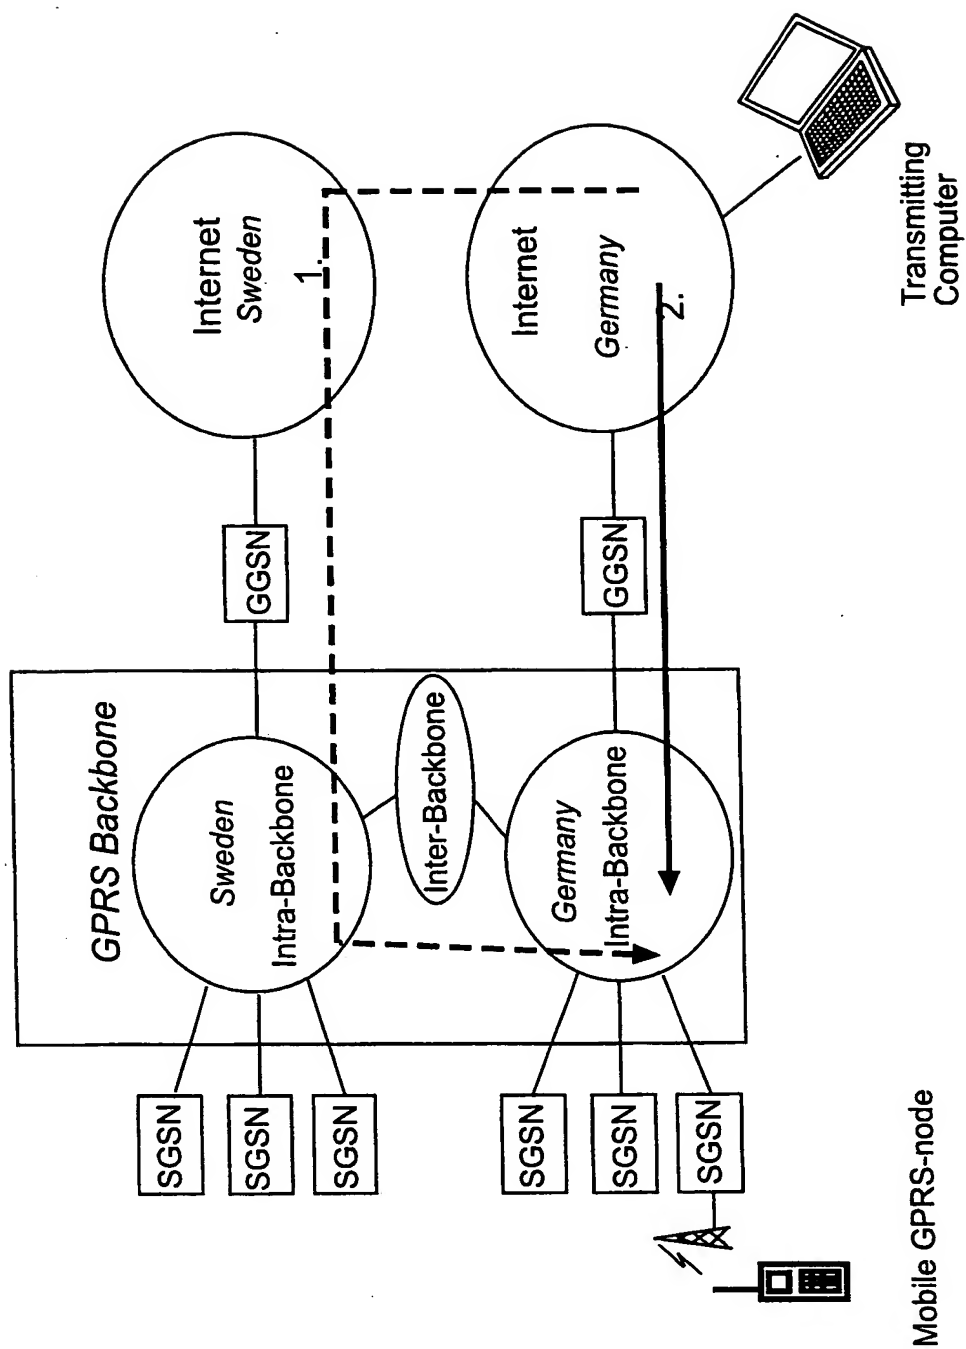 GPRS Backbone
SGSN
SGSN
SGSN
Sweden
Intra-Backbone
GGSN
Internet
Sweden
1.
Inter-Backbone
SGSN
SGSN
SGSN
Germany
Intra-Backbone
GGSN
Internet
Germany
2.
Mobile GPRS-node
Transmitting
Computer